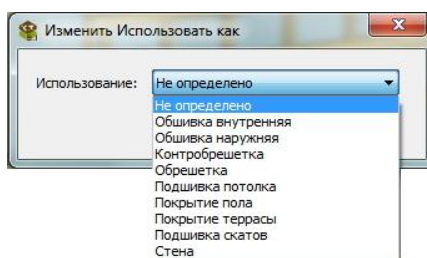 Изменить Использовать как
Использование: Не определено
Не определено
Обшивка внутренняя
Обшивка наружняя
Контробрешетка
Обрешетка
Подшивка потолка
Покрытие пола
Покрытие террасы
Подшивка скатов
Стена